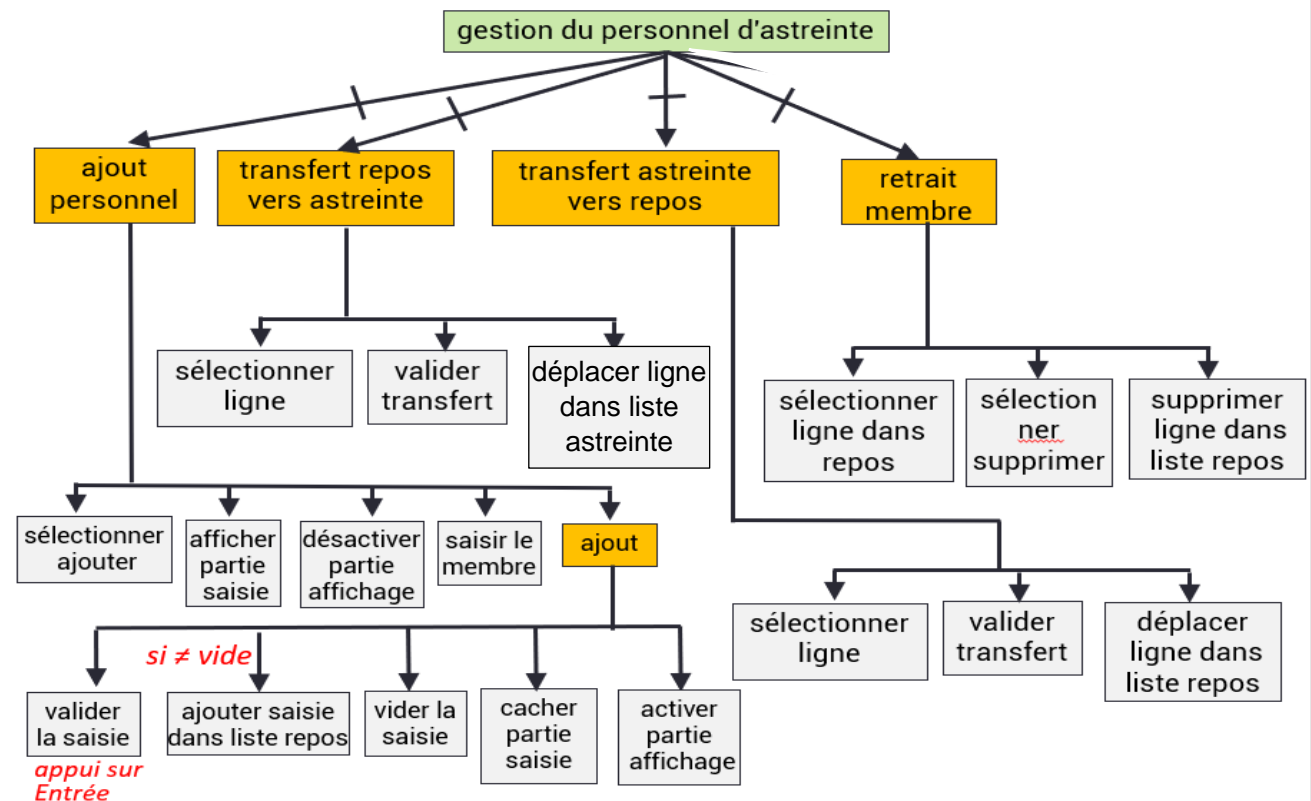 gestion du personnel d'astreinte
ajout
personnel
transfert repos
vers astreinte
transfert astreinte
vers repos
retrait
membre
sélectionner
ligne
valider
transfert
déplacer ligne
dans liste
astreinte
sélectionner
ligne dans
repos
sélection
ner
supprimer
supprimer
ligne dans
liste repos
sélectionner
ajouter
afficher
partie
saisie
désactiver
partie
affichage
saisir le
membre
ajout
sélectionner
ligne
valider
transfert
déplacer
ligne dans
liste repos
si ≠ vide
valider
la saisie
ajouter saisie
dans liste repos
vider la
saisie
cacher
partie
saisie
activer
partie
affichage
appui sur
Entrée